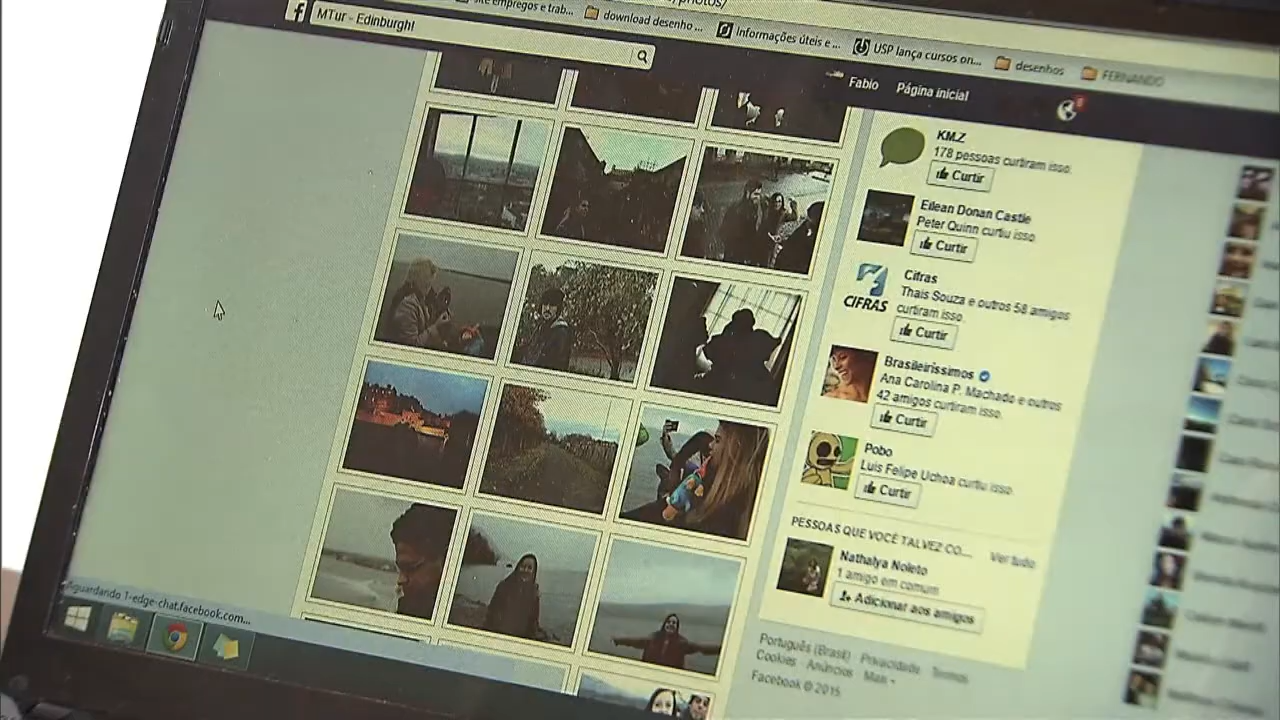 /photos/
site empregos e trab...
download desenho ...
Informações úteis e ...
USP lança cursos on...
desenhos
FERNANDO
f
MTur - Edinburgh!
Fabio
Página inicial
KM.Z
178 pessoas curtiram isso.
Curtir
Eilean Donan Castle
Peter Quinn curtiu isso.
Curtir
CIFRAS
Cifras
Thais Souza e outros 58 amigos
curtiram isso.
Curtir
Brasileiríssimos
Ana Carolina P. Machado e outros
42 amigos curtiram isso.
Curtir
Pobo
Luis Felipe Uchoa curtiu isso.
Curtir
PESSOAS QUE VOCÊ TALVEZ CO...
Ver tudo
Nathalya Noleto
1 amigo em comum
Adicionar aos amigos
Português (Brasil) Privacidade Termos
Cookies Anúncios Mais
Facebook © 2015
Aguardando 1-edge-chat.facebook.com...